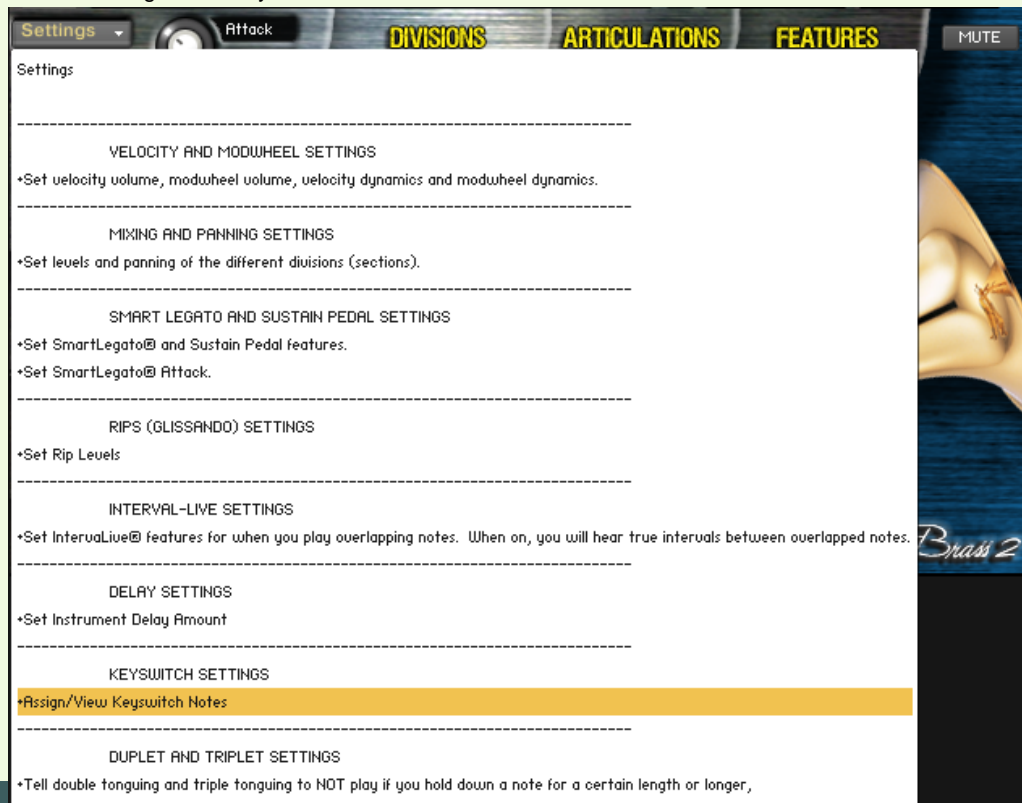 Settings
Attack
DIVISIONS
ARTICULATIONS
FEATURES
MUTE
Settings
--------------------------------------------------------------------------
VELOCITY AND MODWHEEL SETTINGS
+Set velocity volume, modwheel volume, velocity dynamics and modwheel dynamics.
--------------------------------------------------------------------------
MIXING AND PANNING SETTINGS
+Set levels and panning of the different divisions (sections).
--------------------------------------------------------------------------
SMART LEGATO AND SUSTAIN PEDAL SETTINGS
+Set SmartLegato® and Sustain Pedal features.
+Set SmartLegato® Attack.
--------------------------------------------------------------------------
RIPS (GLISSANDO) SETTINGS
+Set Rip Levels
--------------------------------------------------------------------------
INTERVAL-LIVE SETTINGS
+Set IntervaLive® features for when you play overlapping notes.  When on, you will hear true intervals between overlapped notes.
--------------------------------------------------------------------------
Brass 2
DELAY SETTINGS
+Set Instrument Delay Amount
--------------------------------------------------------------------------
KEYSWITCH SETTINGS
+Assign/View Keyswitch Notes
--------------------------------------------------------------------------
DUPLET AND TRIPLET SETTINGS
+Tell double tonguing and triple tonguing to NOT play if you hold down a note for a certain length or longer,